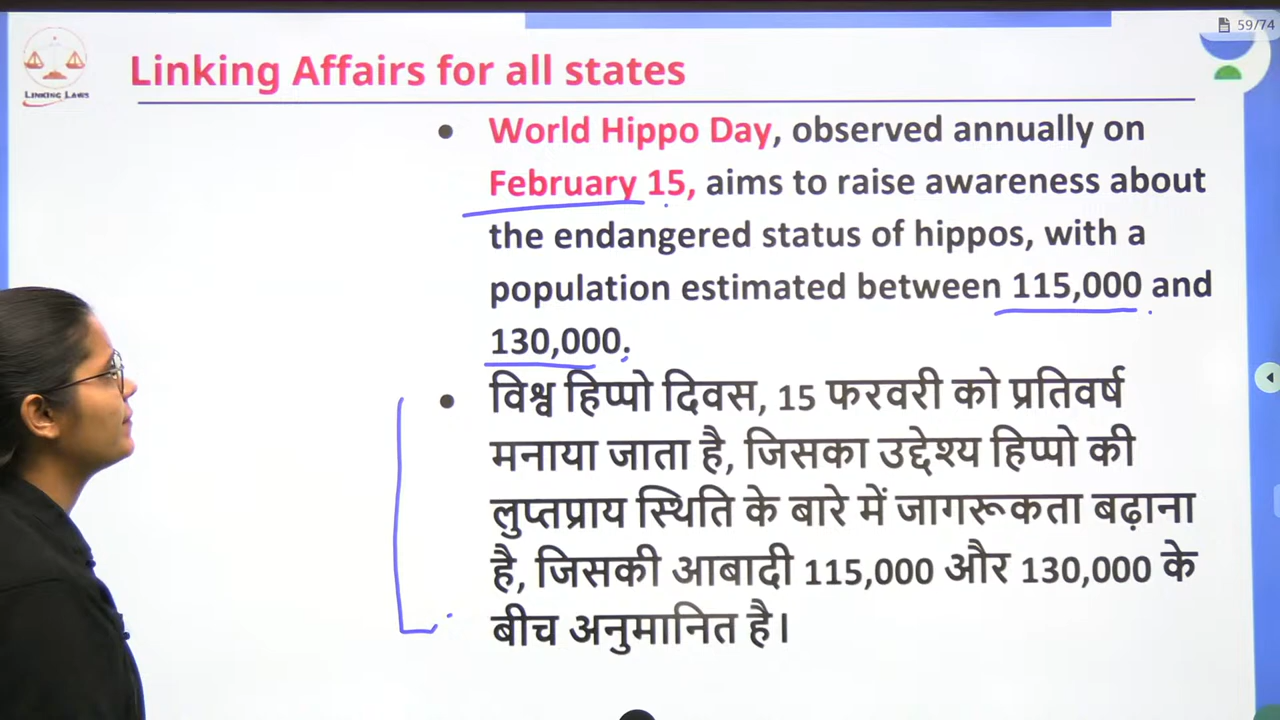 59/74
LINKING LAWS
Linking Affairs for all states
• World Hippo Day, observed annually on
February 15, aims to raise awareness about
the endangered status of hippos, with a
population estimated between 115,000 and
130,000.
• विश्व हिप्पो दिवस, 15 फरवरी को प्रतिवर्ष
मनाया जाता है, जिसका उद्देश्य हिप्पो की
लुप्तप्राय स्थिति के बारे में जागरूकता बढ़ाना
है, जिसकी आबादी 115,000 और 130,000 के
बीच अनुमानित है।